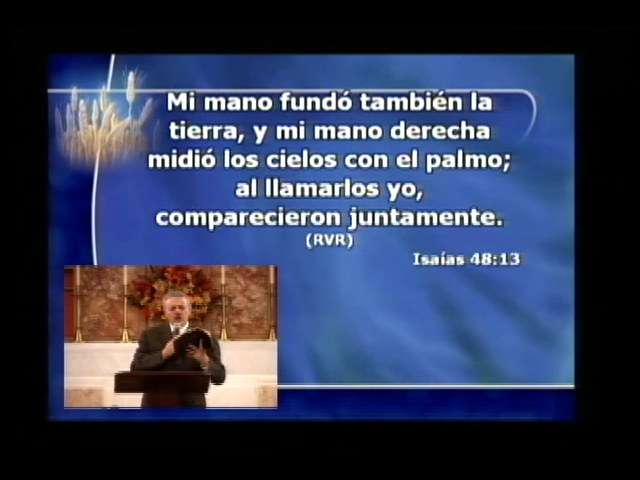 Mi mano fundó también la
tierra, y mi mano derecha
midió los cielos con el palmo;
al llamarlos yo,
comparecieron juntamente.
(RVR)
Isaías 48:13